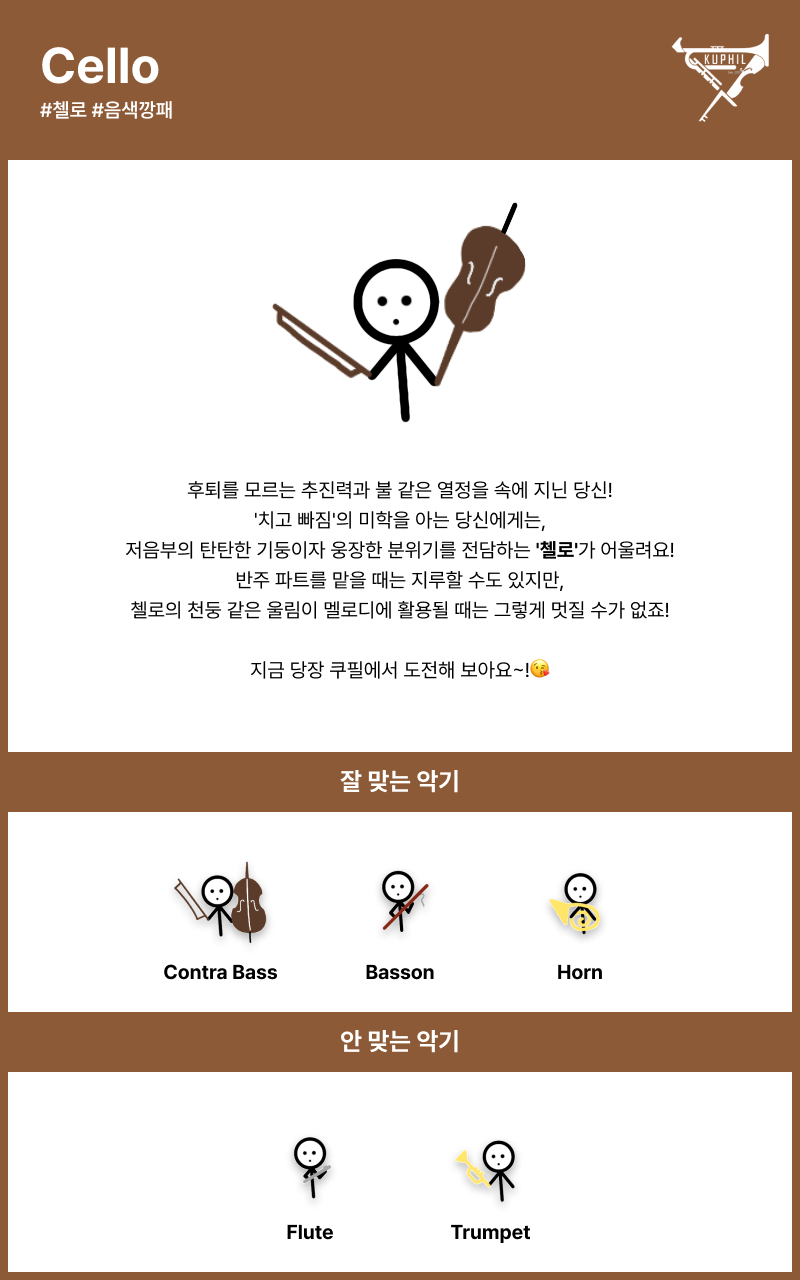 Cello
#첼로 #음색깡패
KUPHIL
후퇴를 모르는 추진력과 불 같은 열정을 속에 지닌 당신!
'치고 빠짐'의 미학을 아는 당신에게는,
저음부의 탄탄한 기둥이자 웅장한 분위기를 전담하는 '첼로'가 어울려요!
반주 파트를 맡을 때는 지루할 수도 있지만,
첼로의 천둥 같은 울림이 멜로디에 활용될 때는 그렇게 멋질 수가 없죠!
지금 당장 쿠필에서 도전해 보아요~!😘
잘 맞는 악기
Contra Bass
Basson
Horn
안 맞는 악기
Flute
Trumpet